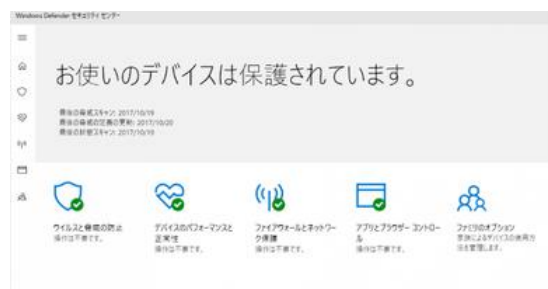 Windows Defender セキュリティ センター
お使いのデバイスは保護されています。
最後の脅威スキャン: 2017/10/19
最後の脅威の定義の更新: 2017/10/20
最後の状態スキャン: 2017/10/19
ウイルスと脅威の防止
操作は不要です。
デバイスのパフォーマンスと
正常性
操作は不要です。
ファイアウォールとネットワー
ク保護
操作は不要です。
アプリとブラウザー コントロー
ル
操作は不要です。
ファミリのオプション
家族によるデバイスの使用方
法を管理します。